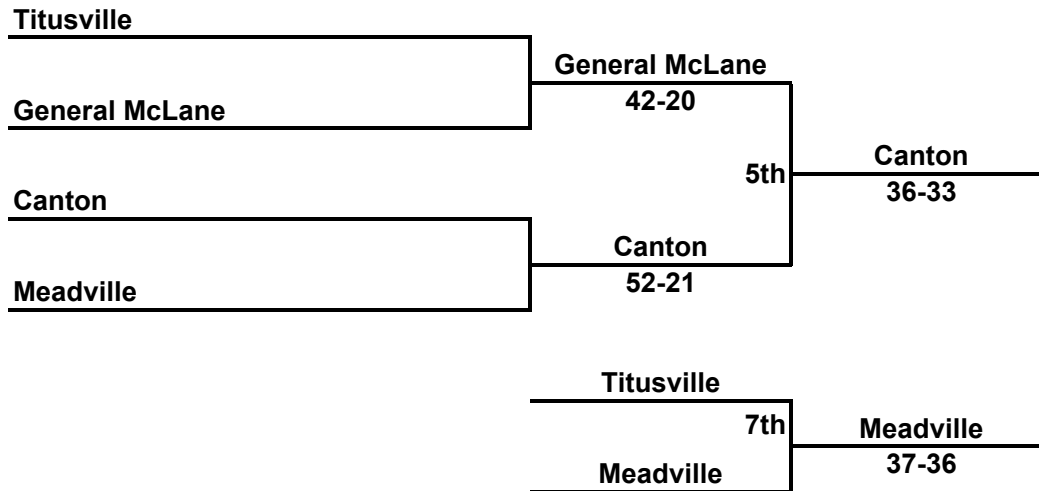 Titusville
General McLane
42-20
General McLane
5th
Canton
36-33
Canton
Canton
52-21
Meadville
Titusville
7th
Meadville
37-36
Meadville